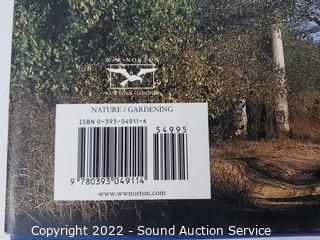 W·W·NORTON
NEW YORK · LONDON
NATURE / GARDENING
ISBN 0-393-04911-6
54995
9 780393 049114
www.wwnorton.com
Copyright 2022 - Sound Auction Service